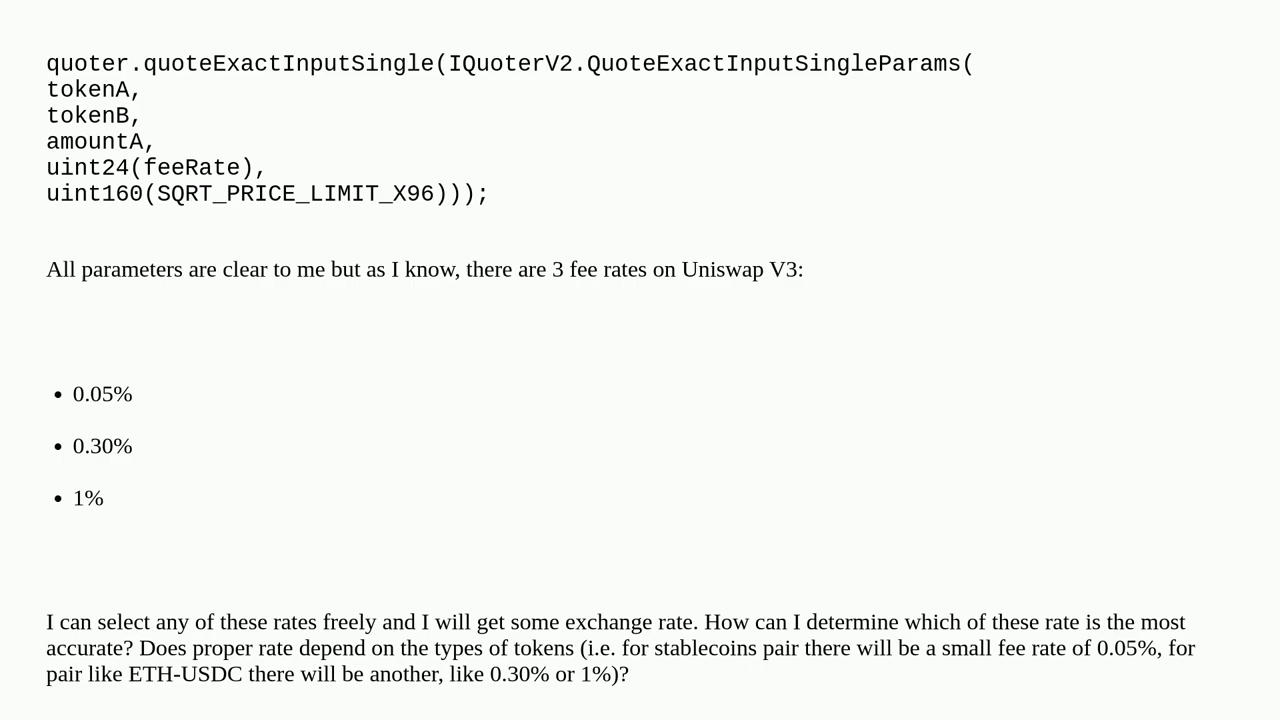 quoter.quoteExactInputSingle(IQuoterV2.QuoteExactInputSingleParams(
tokenA,
tokenB,
amountA,
uint24(feeRate),
uint160(SQRT_PRICE_LIMIT_X96)));
All parameters are clear to me but as I know, there are 3 fee rates on Uniswap V3:
• 0.05%
• 0.30%
• 1%
I can select any of these rates freely and I will get some exchange rate. How can I determine which of these rate is the most
accurate? Does proper rate depend on the types of tokens (i.e. for stablecoins pair there will be a small fee rate of 0.05%, for
pair like ETH-USDC there will be another, like 0.30% or 1%)?